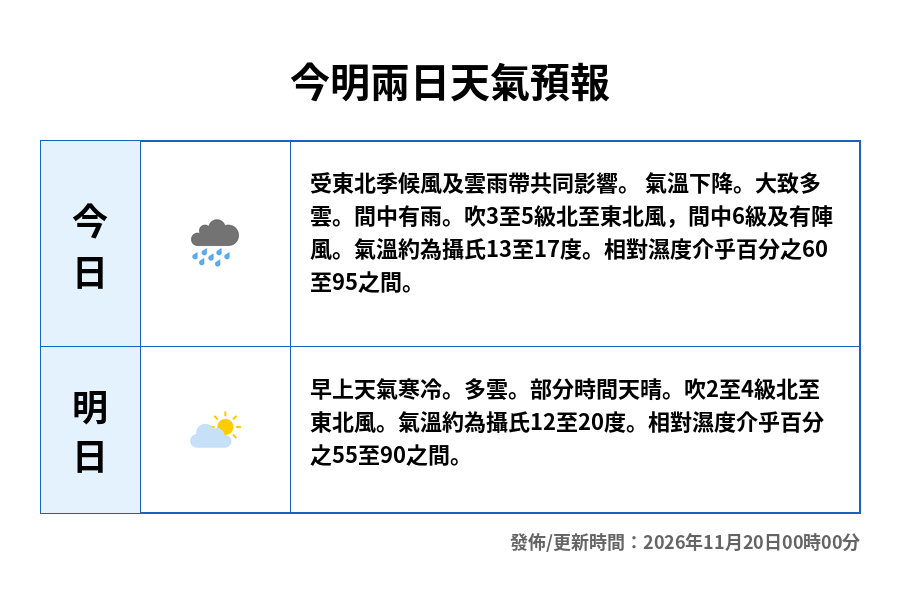 今明兩日天氣預報
今
日
受東北季候風及雲雨帶共同影響。 氣溫下降。大致多
雲。間中有雨。吹3至5級北至東北風，間中6級及有陣
風。氣溫約為攝氏13至17度。相對濕度介乎百分之60
至95之間。
明
日
早上天氣寒冷。多雲。部分時間天晴。吹2至4級北至
東北風。氣溫約為攝氏12至20度。相對濕度介乎百分
之55至90之間。
發佈/更新時間：2026年11月20日00時00分